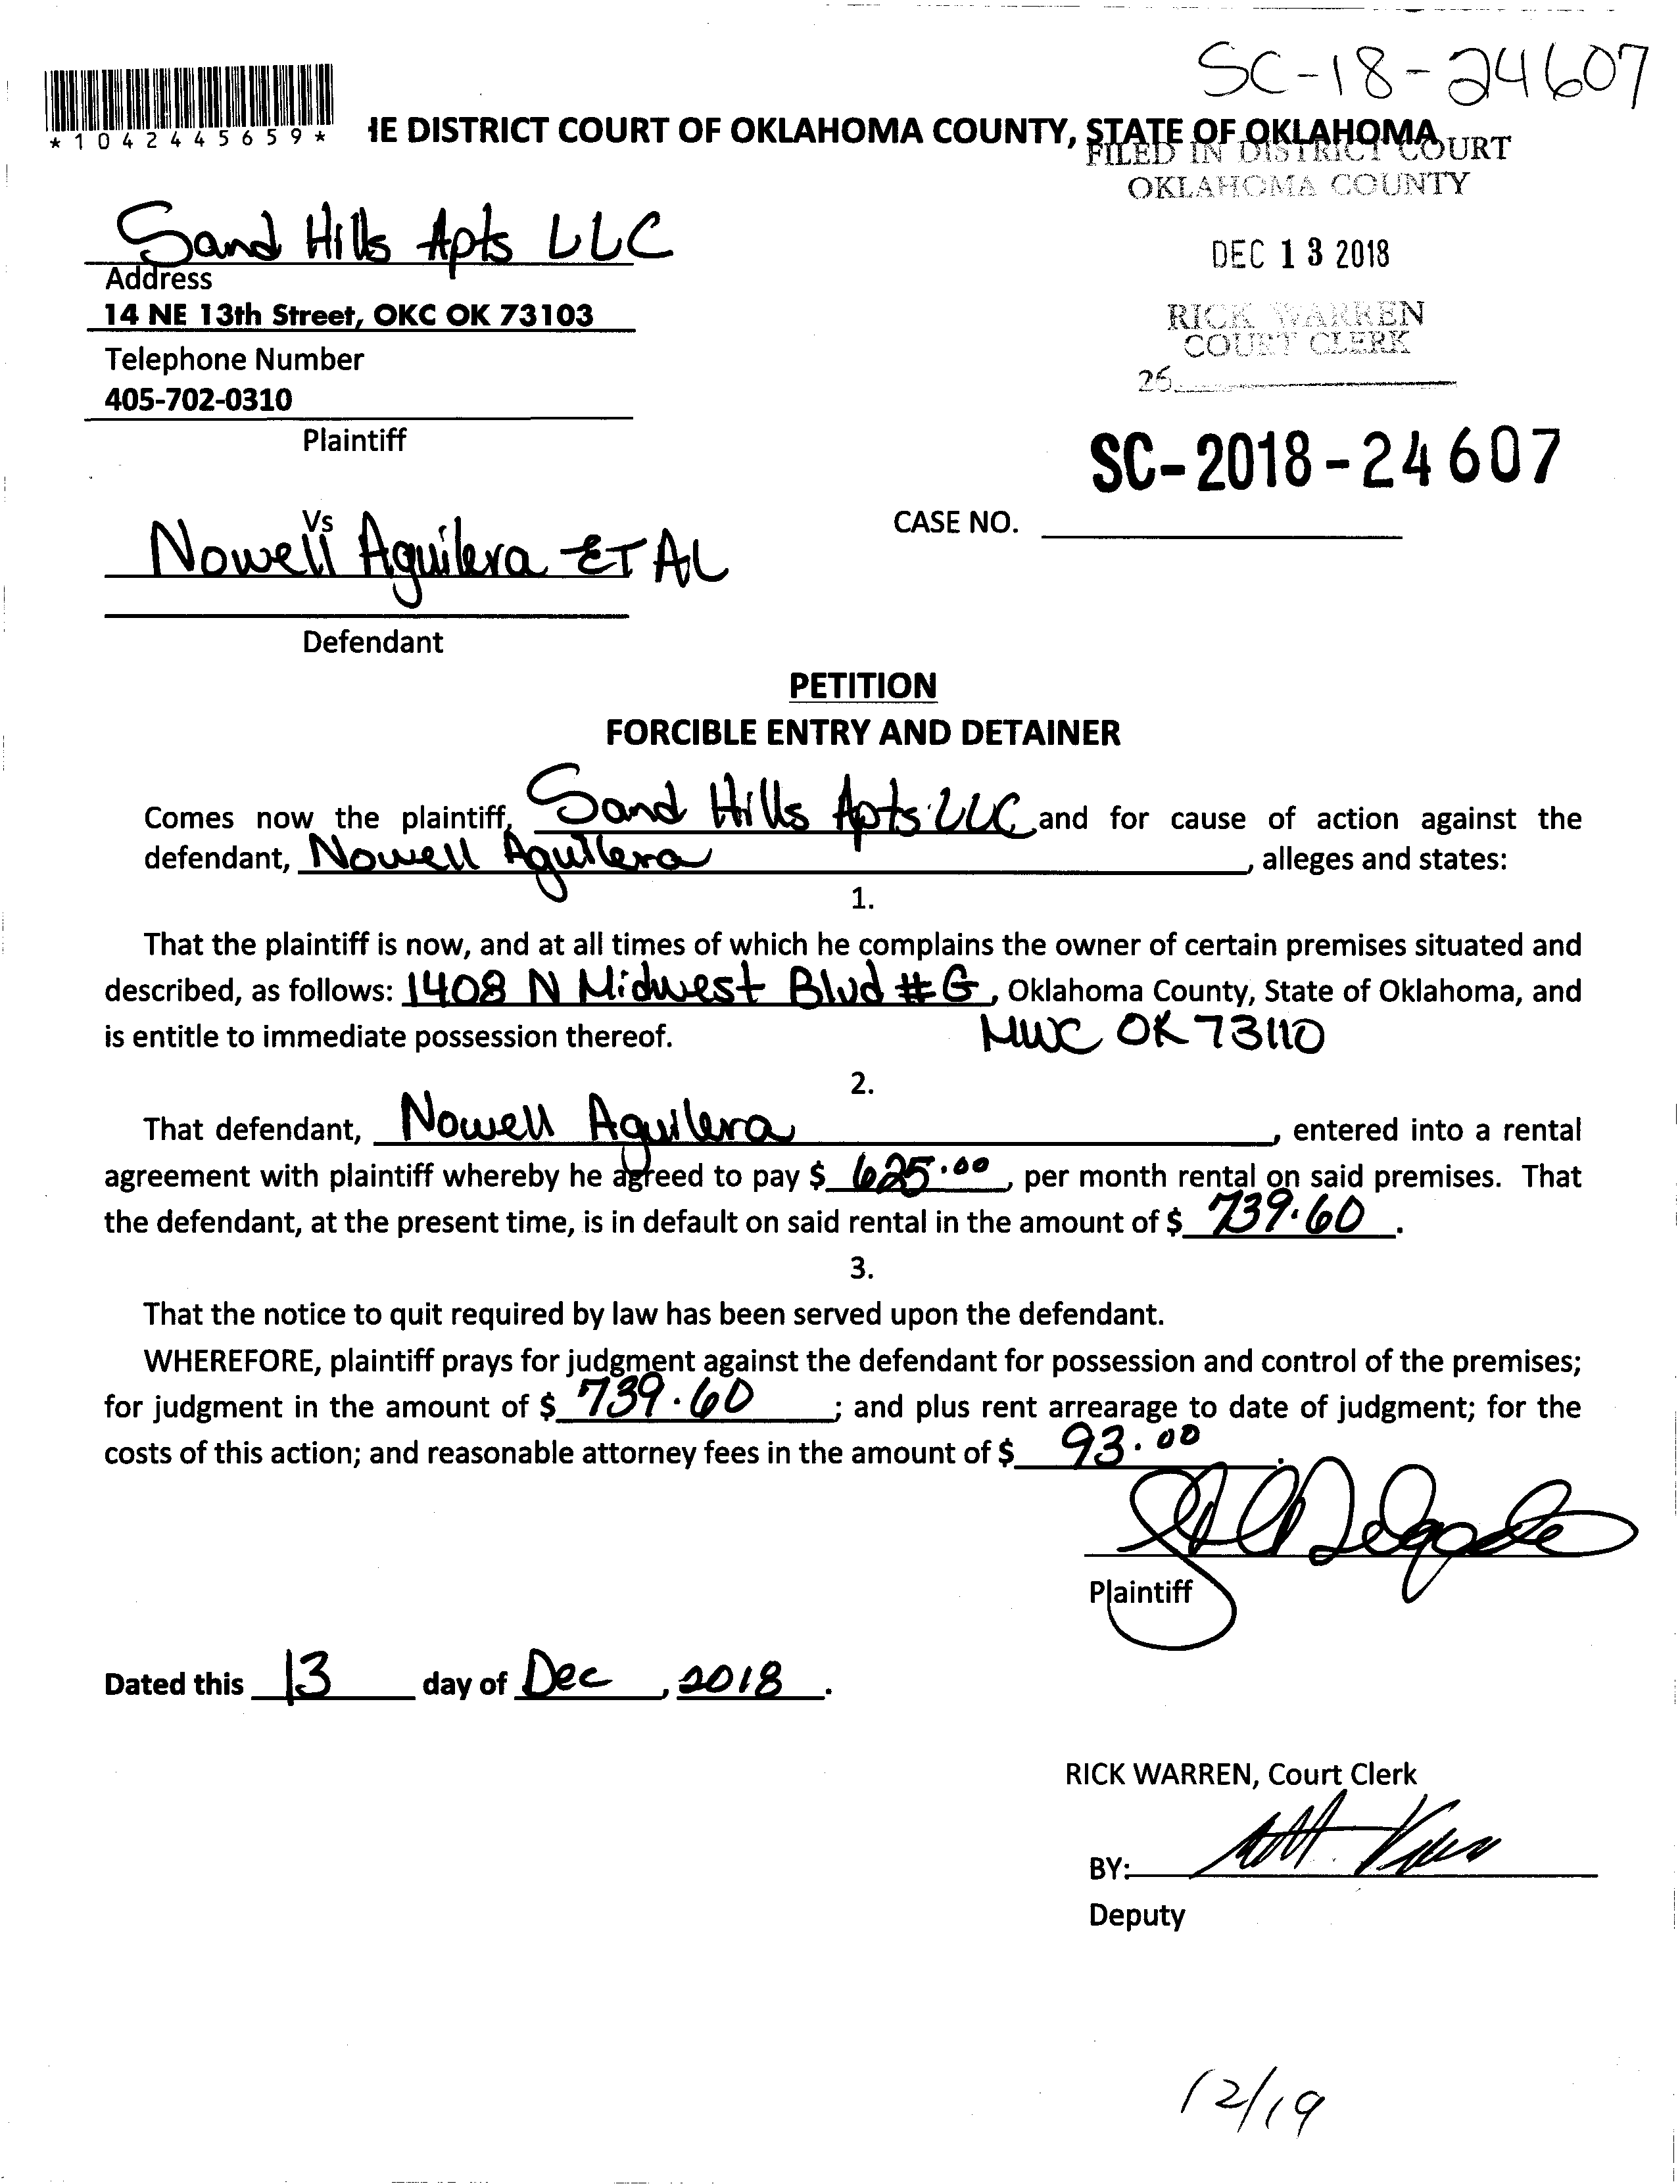 SC-18-24607
*1042445659*
IE DISTRICT COURT OF OKLAHOMA COUNTY, STATE OF OKLAHOMA
FILED IN DISTRICT COURT
OKLAHOMA COUNTY
Sand Hills Apts LLC
Address
14 NE 13th Street, OKC OK 73103
Telephone Number
405-702-0310
Plaintiff
DEC 13 2018
RICK WARREN
COURT CLERK
26
SC-2018-24607
CASE NO.
Vs
Nowell Aguilera ET AL
Defendant
PETITION
FORCIBLE ENTRY AND DETAINER
Comes now the plaintiff, Sand Hills Apts LLC and for cause of action against the
defendant, Nowell Aguilera, alleges and states:
1.
That the plaintiff is now, and at all times of which he complains the owner of certain premises situated and
described, as follows: 1408 N Midwest Blvd #G, Oklahoma County, State of Oklahoma, and
is entitle to immediate possession thereof. MWC OK 73110
2.
That defendant, Nowell Aguilera, entered into a rental
agreement with plaintiff whereby he agreed to pay $ 625.00, per month rental on said premises. That
the defendant, at the present time, is in default on said rental in the amount of $ 739.60.
3.
That the notice to quit required by law has been served upon the defendant.
WHEREFORE, plaintiff prays for judgment against the defendant for possession and control of the premises;
for judgment in the amount of $ 739.60; and plus rent arrearage to date of judgment; for the
costs of this action; and reasonable attorney fees in the amount of $ 93.00.
Delgado
Plaintiff
Dated this 13 day of Dec, 2018.
RICK WARREN, Court Clerk
BY:
Deputy
12/19